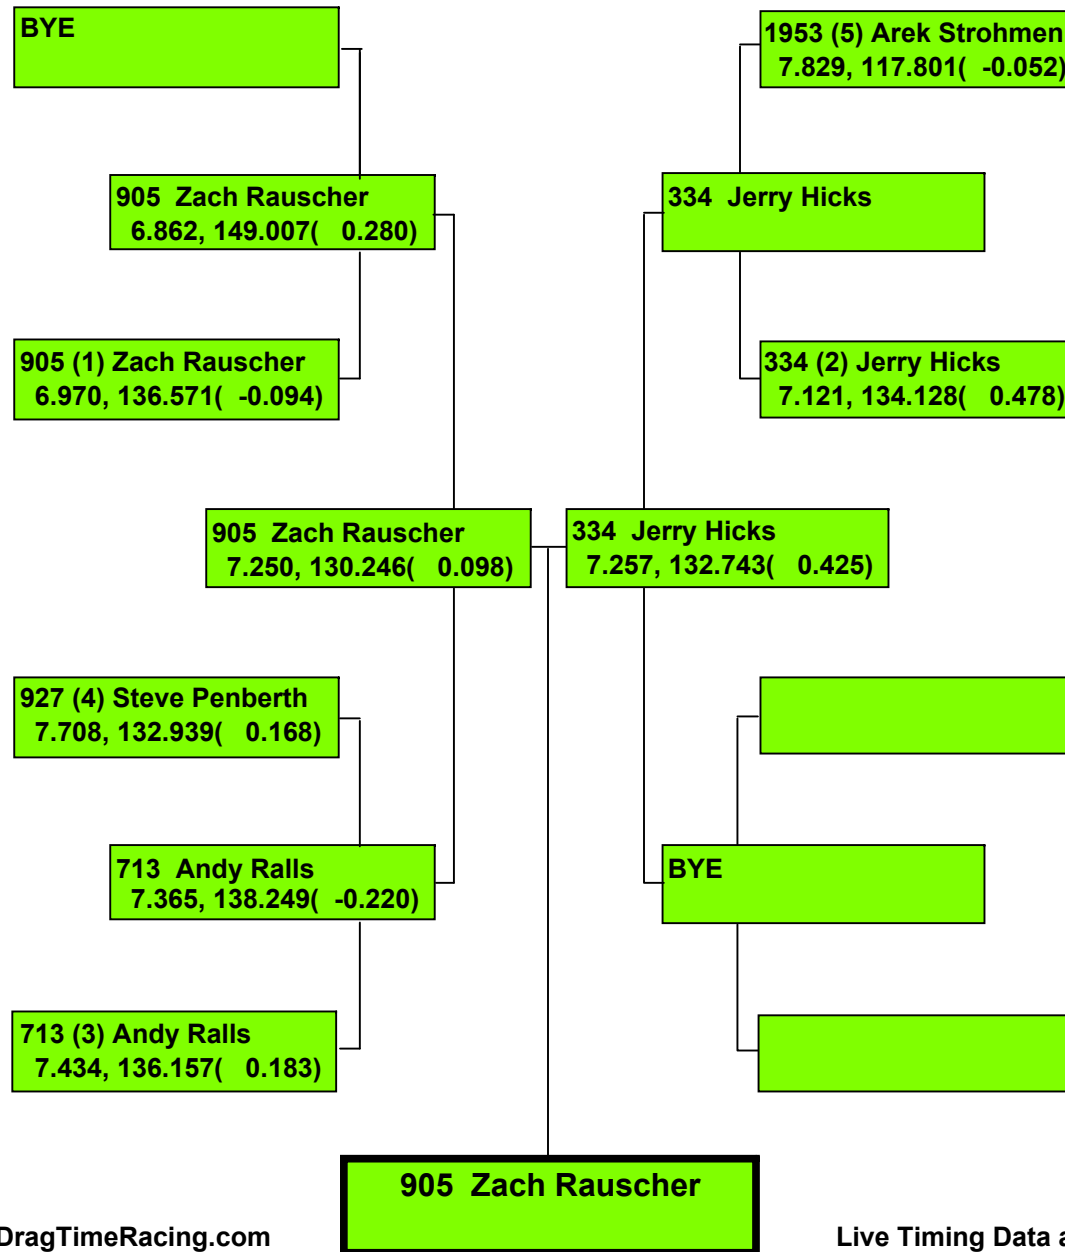 BYE
1953 (5) Arek Strohmen
7.829, 117.801( -0.052)
905 Zach Rauscher
6.862, 149.007( 0.280)
334 Jerry Hicks
905 (1) Zach Rauscher
6.970, 136.571( -0.094)
334 (2) Jerry Hicks
7.121, 134.128( 0.478)
905 Zach Rauscher
7.250, 130.246( 0.098)
334 Jerry Hicks
7.257, 132.743( 0.425)
927 (4) Steve Penberth
7.708, 132.939( 0.168)
713 Andy Ralls
7.365, 138.249( -0.220)
BYE
713 (3) Andy Ralls
7.434, 136.157( 0.183)
905 Zach Rauscher
DragTimeRacing.com
Live Timing Data a